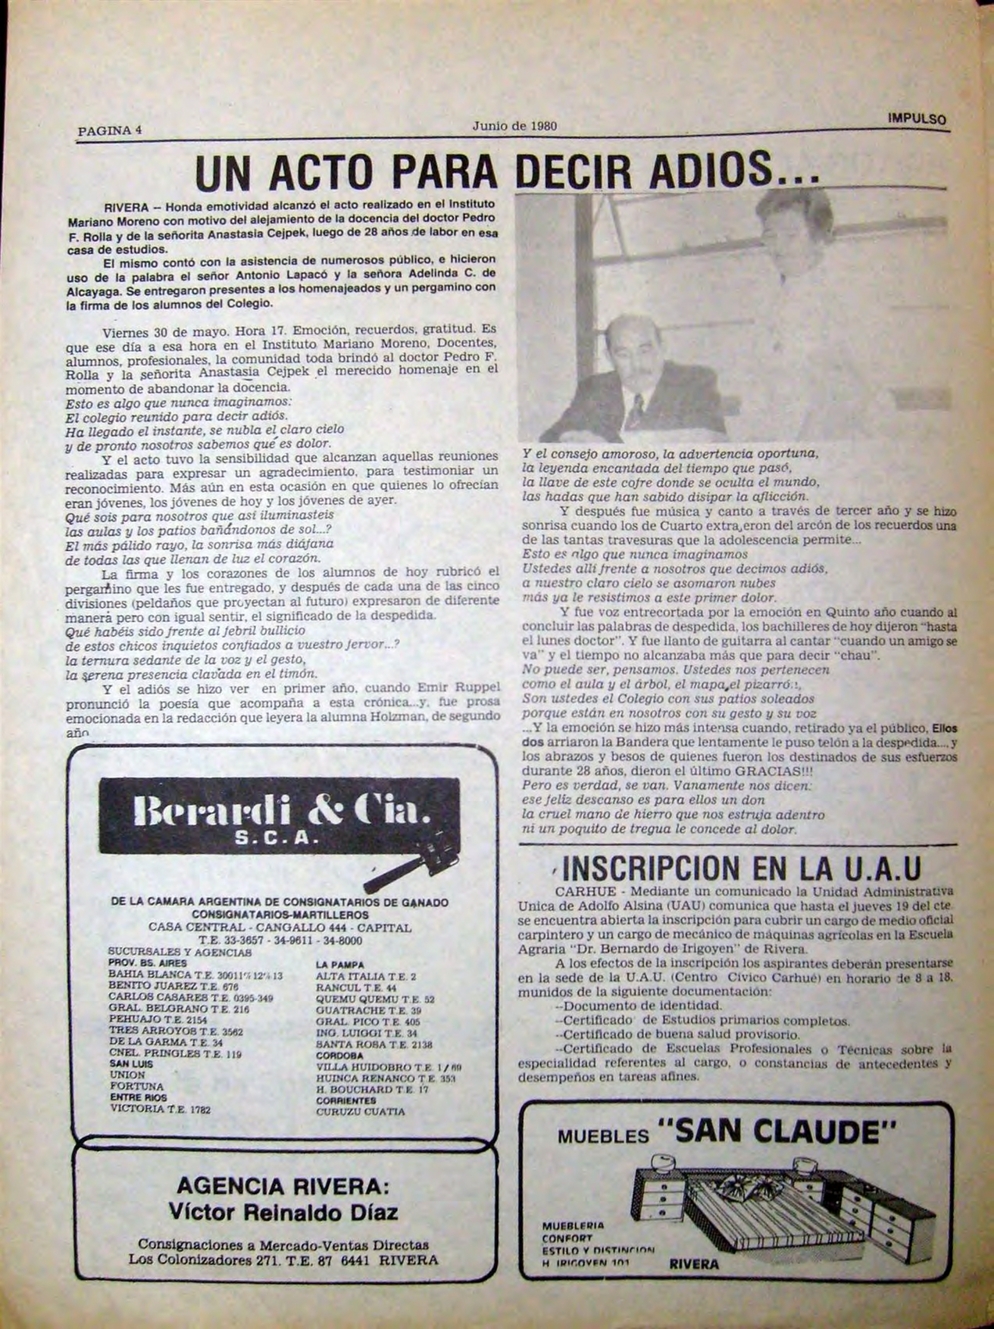 PAGINA 4
Junio de 1980
IMPULSO
UN ACTO PARA DECIR ADIOS...
RIVERA — Honda emotividad alcanzó el acto realizado en el Instituto
Mariano Moreno con motivo del alejamiento de la docencia del doctor Pedro
F. Rolla y de la señorita Anastasia Cejpek, luego de 28 años de labor en esa
casa de estudios.
El mismo contó con la asistencia de numerosos público, e hicieron
uso de la palabra el señor Antonio Lapacó y la señora Adelinda C. de
Alcayaga. Se entregaron presentes a los homenajeados y un pergamino con
la firma de los alumnos del Colegio.
Viernes 30 de mayo. Hora 17. Emoción, recuerdos, gratitud. Es
que ese día a esa hora en el Instituto Mariano Moreno, Docentes,
alumnos, profesionales, la comunidad toda brindó al doctor Pedro F.
Rolla y la señorita Anastasia Cejpek el merecido homenaje en el
momento de abandonar la docencia.
Esto es algo que nunca imaginamos:
El colegio reunido para decir adiós.
Ha llegado el instante, se nubla el claro cielo
y de pronto nosotros sabemos qué es dolor.
Y el acto tuvo la sensibilidad que alcanzan aquellas reuniones
realizadas para expresar un agradecimiento, para testimoniar un
reconocimiento. Más aún en esta ocasión en que quienes lo ofrecían
eran jóvenes, los jóvenes de hoy y los jóvenes de ayer.
Qué sois para nosotros que así iluminasteis
las aulas y los patios bañándonos de sol...?
El más pálido rayo, la sonrisa más diáfana
de todas las que llenan de luz el corazón.
La firma y los corazones de los alumnos de hoy rubricó el
pergamino que les fue entregado, y después de cada una de las cinco
divisiones (peldaños que proyectan al futuro) expresaron de diferente
manera pero con igual sentir, el significado de la despedida.
Qué habéis sido frente al febril bullicio
de estos chicos inquietos confiados a vuestro fervor...?
la ternura sedante de la voz y el gesto,
la serena presencia clavada en el timón.
Y el adiós se hizo ver en primer año, cuando Emir Ruppel
pronunció la poesía que acompaña a esta crónica...y, fue prosa
emocionada en la redacción que leyera la alumna Holzman, de segundo
año
Y el consejo amoroso, la advertencia oportuna,
la leyenda encantada del tiempo que pasó,
la llave de este cofre donde se oculta el mundo,
las hadas que han sabido disipar la aflicción.
Y después fue música y canto a través de tercer año y se hizo
sonrisa cuando los de Cuarto extra,eron del arcón de los recuerdos una
de las tantas travesuras que la adolescencia permite...
Esto es algo que nunca imaginamos
Ustedes allí frente a nosotros que decimos adiós,
a nuestro claro cielo se asomaron nubes
más ya le resistimos a este primer dolor.
Y fue voz entrecortada por la emoción en Quinto año cuando al
concluir las palabras de despedida, los bachilleres de hoy dijeron "hasta
el lunes doctor". Y fue llanto de guitarra al cantar "cuando un amigo se
va" y el tiempo no alcanzaba más que para decir "chau".
No puede ser, pensamos. Ustedes nos pertenecen
como el aula y el árbol, el mapa,el
Son ustedes el Colegio con sus patios soleados
porque están en nosotros con su gesto y su voz
...Y la emoción se hizo más intensa cuando, retirado ya el público, Ellos
dos arriaron la Bandera que lentamente le puso telón a la despedida..., y
los abrazos y besos de quienes fueron los destinados de sus esfuerzos
durante 28 años, dieron el último GRACIAS!!!
Pero es verdad, se van. Vanamente nos dicen:
ese feliz descanso es para ellos un don
la cruel mano de hierro que nos estruja adentro
ni un poquito de tregua le concede al dolor.
Berardi & Cia.
S.C.A.
DE LA CAMARA ARGENTINA DE CONSIGNATARIOS DE GANADO
CONSIGNATARIOS-MARTILLEROS
CASA CENTRAL - CANGALLO 444 - CAPITAL
T.E. 33-3657 - 34-9611 - 34-8000
SUCURSALES Y AGENCIAS
PROV. BS. AIRES
BAHIA BLANCA T.E.
BENITO JUAREZ T.E. 676
CARLOS CASARES T.E. 0395-349
GRAL. BELGRANO T.E. 216
PEHUAJO T.E. 2154
TRES ARROYOS T.E. 3562
DE LA GARMA T.E. 34
CNEL. PRINGLES T.E. 119
SAN LUIS
UNION
FORTUNA
ENTRE RIOS
VICTORIA T.E. 1782
LA PAMPA
ALTA ITALIA T.E. 2
RANCUL T.E. 44
QUEMU QUEMU T.E. 52
GUATRACHE T.E. 39
GRAL. PICO T.E. 405
ING. LUIGGI T.E. 34
SANTA ROSA T.E. 2138
CORDOBA
VILLA HUIDOBRO T.E.
HUINCA RENANCO T.E. 353
H. BOUCHARD T.E. 17
CORRIENTES
CURUZU CUATIA
AGENCIA RIVERA:
Víctor Reinaldo Díaz
Consignaciones a Mercado-Ventas Directas
Los Colonizadores 271. T.E. 87 6441 RIVERA
INSCRIPCION EN LA U.A.U
CARHUE - Mediante un comunicado la Unidad Administrativa
Unica de Adolfo Alsina (UAU) comunica que hasta el jueves 19 del cte.
se encuentra abierta la inscripción para cubrir un cargo de medio oficial
carpintero y un cargo de mecánico de máquinas agrícolas en la Escuela
Agraria "Dr. Bernardo de Irigoyen" de Rivera.
A los efectos de la inscripción los aspirantes deberán presentarse
en la sede de la U.A.U. (Centro Cívico Carhué) en horario de 8 a 18,
munidos de la siguiente documentación:
--Documento de identidad.
--Certificado de Estudios primarios completos.
--Certificado de buena salud provisorio.
--Certificado de Escuelas Profesionales o Técnicas sobre la
especialidad referentes al cargo, o constancias de antecedentes y
desempeños en tareas afines.
MUEBLES "SAN CLAUDE"
MUEBLERIA
CONFORT
ESTILO Y DISTINCION
H IRIGOYEN 101
RIVERA